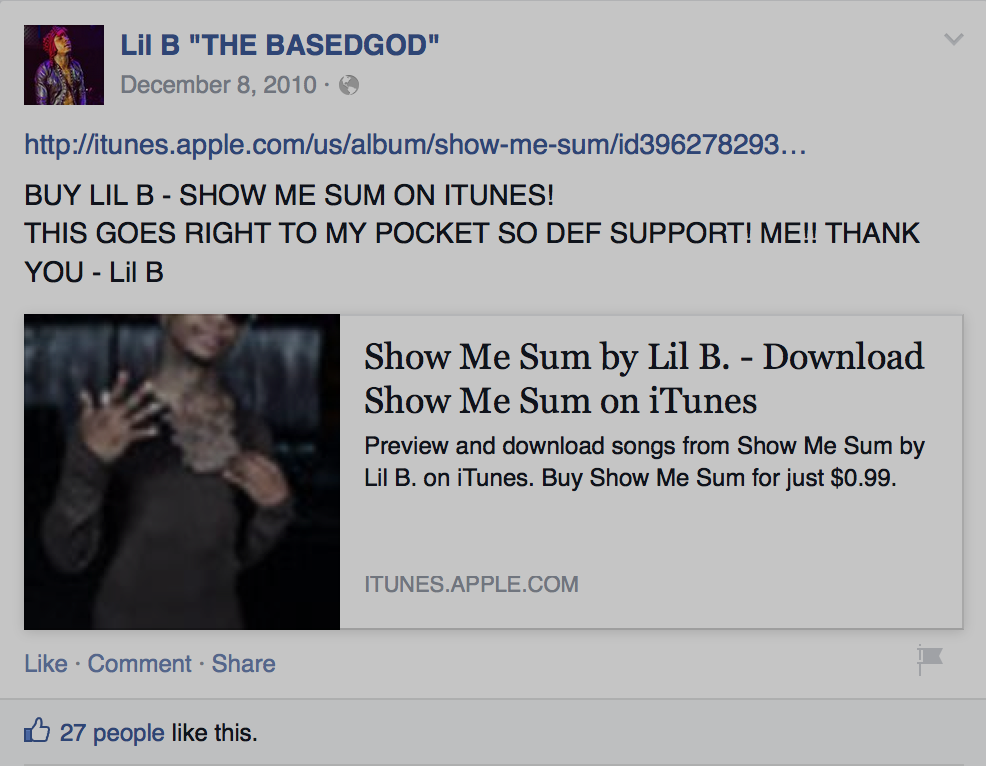 Lil B "THE BASEDGOD"
December 8, 2010 ·
http://itunes.apple.com/us/album/show-me-sum/id396278293…
BUY LIL B - SHOW ME SUM ON ITUNES!
THIS GOES RIGHT TO MY POCKET SO DEF SUPPORT! ME!! THANK
YOU - Lil B
Show Me Sum by Lil B. - Download
Show Me Sum on iTunes
Preview and download songs from Show Me Sum by
Lil B. on iTunes. Buy Show Me Sum for just $0.99.
ITUNES.APPLE.COM
Like · Comment · Share
27 people like this.